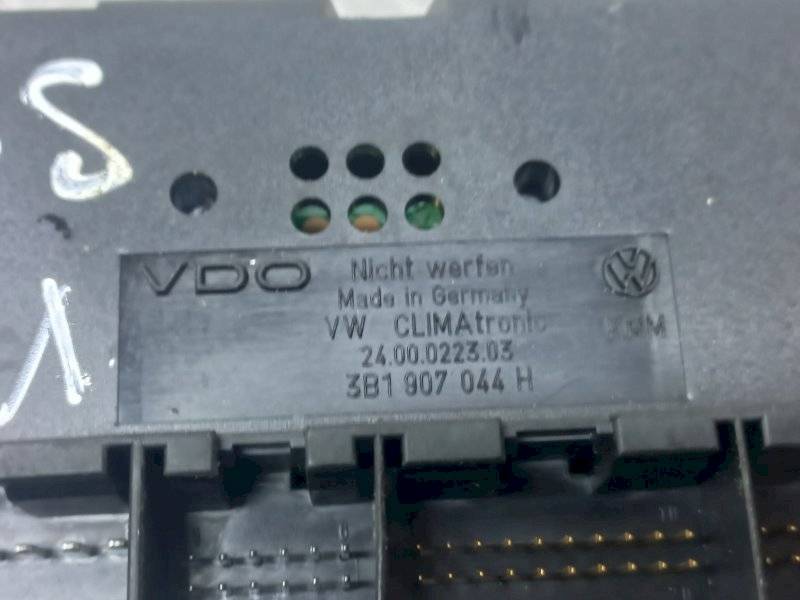 S
VDO
Nicht werfen
Made in Germany
VW CLIMAtronic
24.00.0223.03
3B1 907 044 H